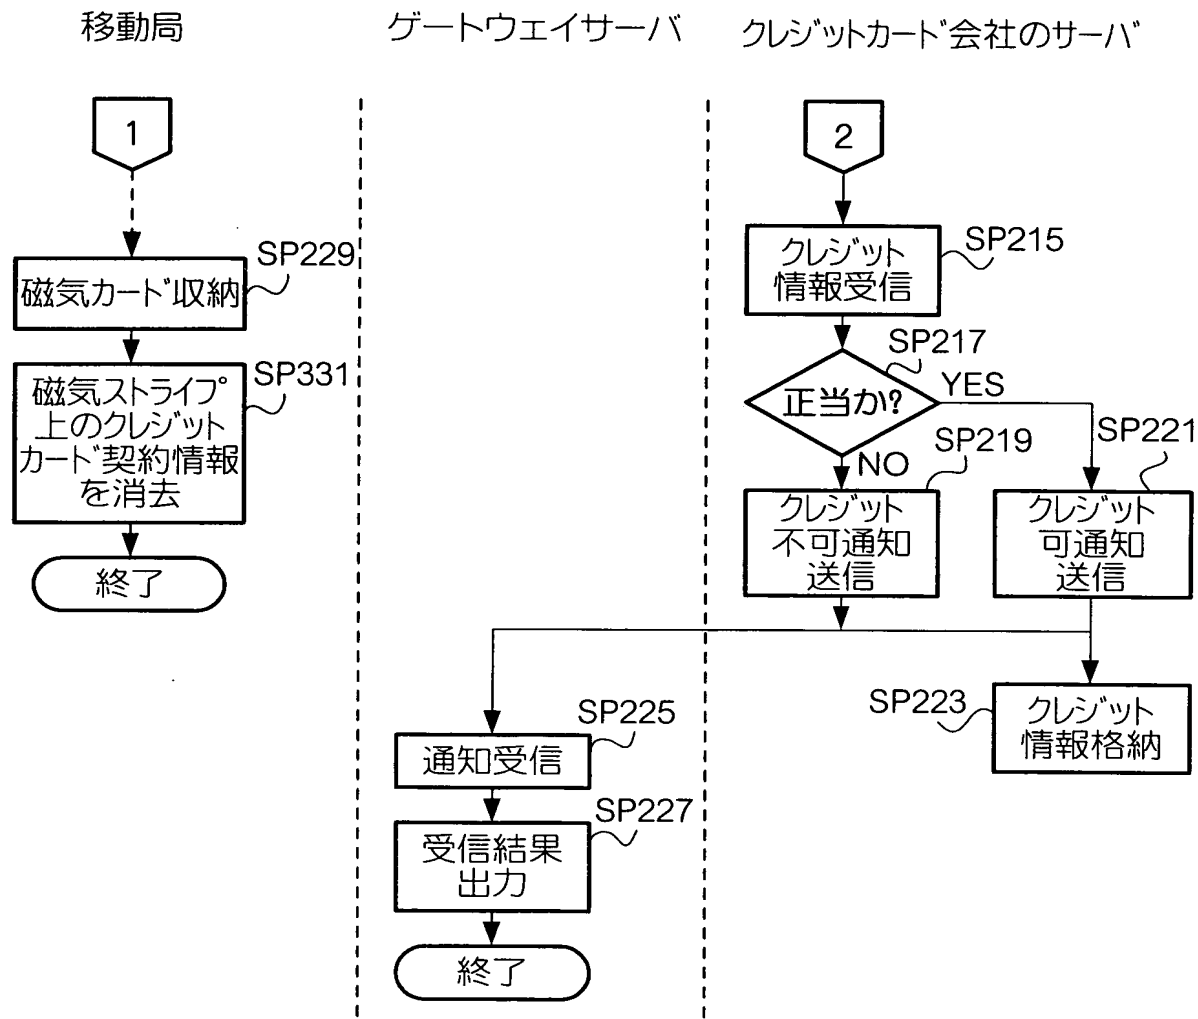 移動局
ゲートウェイサーバ
クレジットカード会社のサーバ
1
2
SP229
磁気カード収納
SP331
磁気ストライプ
上のクレジット
カード契約情報
を消去
終了
SP215
クレジット
情報受信
SP217
正当か?
YES
NO
SP219
クレジット
不可通知
送信
SP221
クレジット
可通知
送信
SP223
クレジット
情報格納
SP225
通知受信
SP227
受信結果
出力
終了